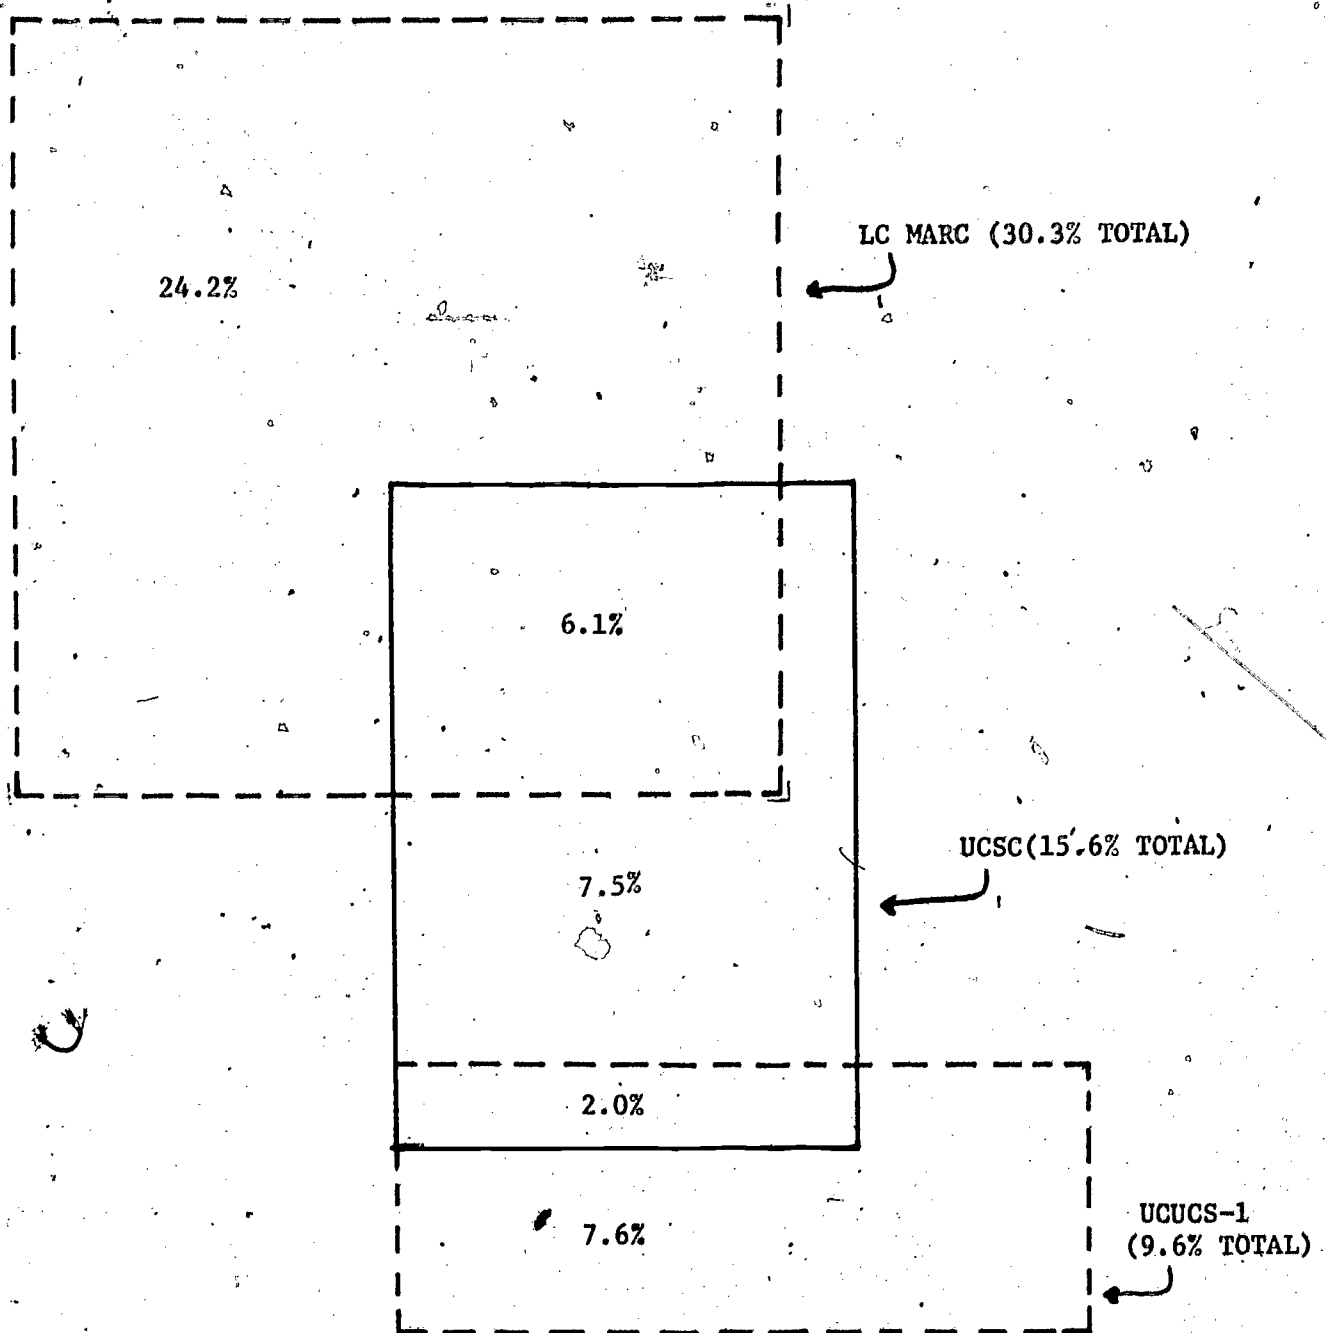 LC MARC (30.3% TOTAL)
24.2%
6.1%
UCSC(15.6% TOTAL)
7.5%
2.0%
UCUCS-1
(9.6% TOTAL)
7.6%